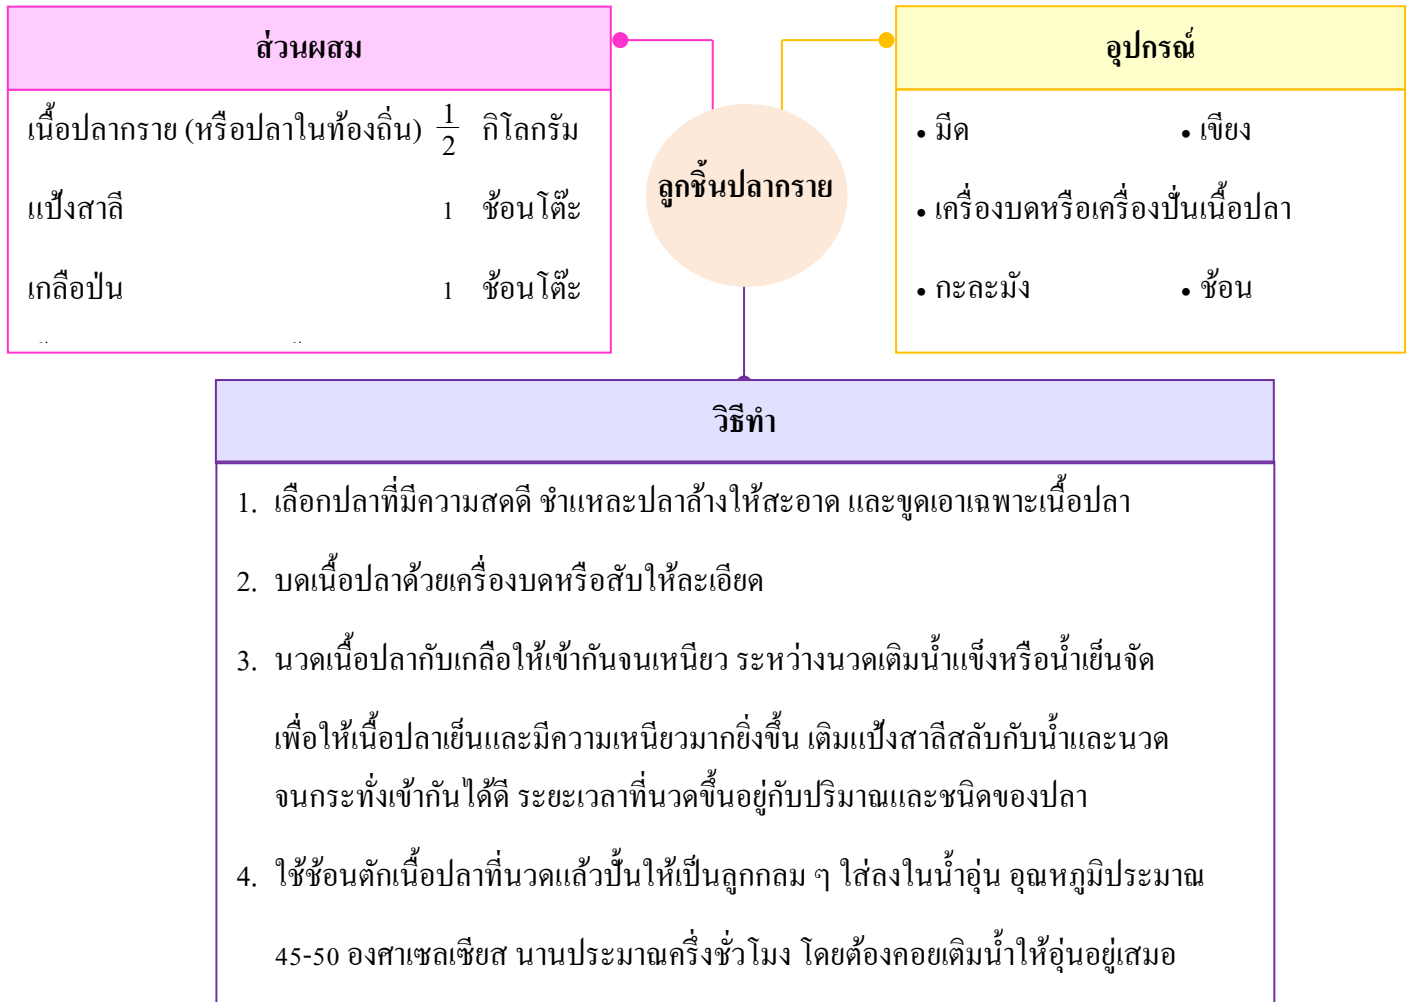 ส่วนผสม
เนื้อปลากราย (หรือปลาในท้องถิ่น) 1/2 กิโลกรัม
แป้งสาลี 1 ช้อนโต๊ะ
เกลือป่น 1 ช้อนโต๊ะ
ลูกชิ้นปลากราย
อุปกรณ์
• มีด • เขียง
• เครื่องบดหรือเครื่องปั่นเนื้อปลา
• กะละมัง • ช้อน
วิธีทำ
1. เลือกปลาที่มีความสดดี ชำแหละปลาล้างให้สะอาด และขูดเอาเฉพาะเนื้อปลา
2. บดเนื้อปลาด้วยเครื่องบดหรือสับให้ละเอียด
3. นวดเนื้อปลากับเกลือให้เข้ากันจนเหนียว ระหว่างนวดเติมน้ำแข็งหรือน้ำเย็นจัด
เพื่อให้เนื้อปลาเย็นและมีความเหนียวมากยิ่งขึ้น เติมแป้งสาลีสลับกับน้ำและนวด
จนกระทั่งเข้ากันได้ดี ระยะเวลาที่นวดขึ้นอยู่กับปริมาณและชนิดของปลา
4. ใช้ช้อนตักเนื้อปลาที่นวดแล้วปั้นให้เป็นลูกกลม ๆ ใส่ลงในน้ำอุ่น อุณหภูมิประมาณ
45-50 องศาเซลเซียส นานประมาณครึ่งชั่วโมง โดยต้องคอยเติมน้ำให้อุ่นอยู่เสมอ